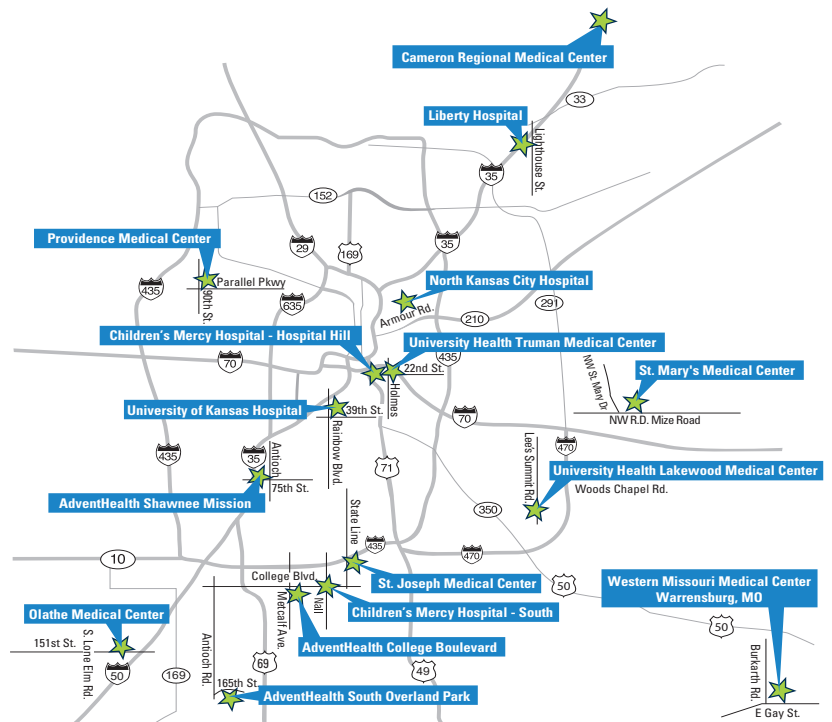 Cameron Regional Medical Center
33
Liberty Hospital
Lighthouse St.
35
152
Providence Medical Center
29
169
35
Parallel Pkwy
90th St.
435
635
North Kansas City Hospital
Armour Rd.
291
210
Children's Mercy Hospital - Hospital Hill
University Health Truman Medical Center
435
70
22nd St.
Holmes
NW St. Mary Dr
St. Mary's Medical Center
NW R.D. Mize Road
University of Kansas Hospital
39th St.
Rainbow Blvd.
70
435
35
Antioch
75th St.
71
Lee's Summit Rd.
470
University Health Lakewood Medical Center
Woods Chapel Rd.
AdventHealth Shawnee Mission
State Line
350
435
470
10
College Blvd.
St. Joseph Medical Center
50
Western Missouri Medical Center
Warrensburg, MO
Metcalf Ave.
Nall
Children's Mercy Hospital - South
Olathe Medical Center
50
151st St.
S. Lone Elm Rd.
50
169
Antioch Rd.
69
AdventHealth College Boulevard
49
165th St.
AdventHealth South Overland Park
Burkarth Rd.
E Gay St.